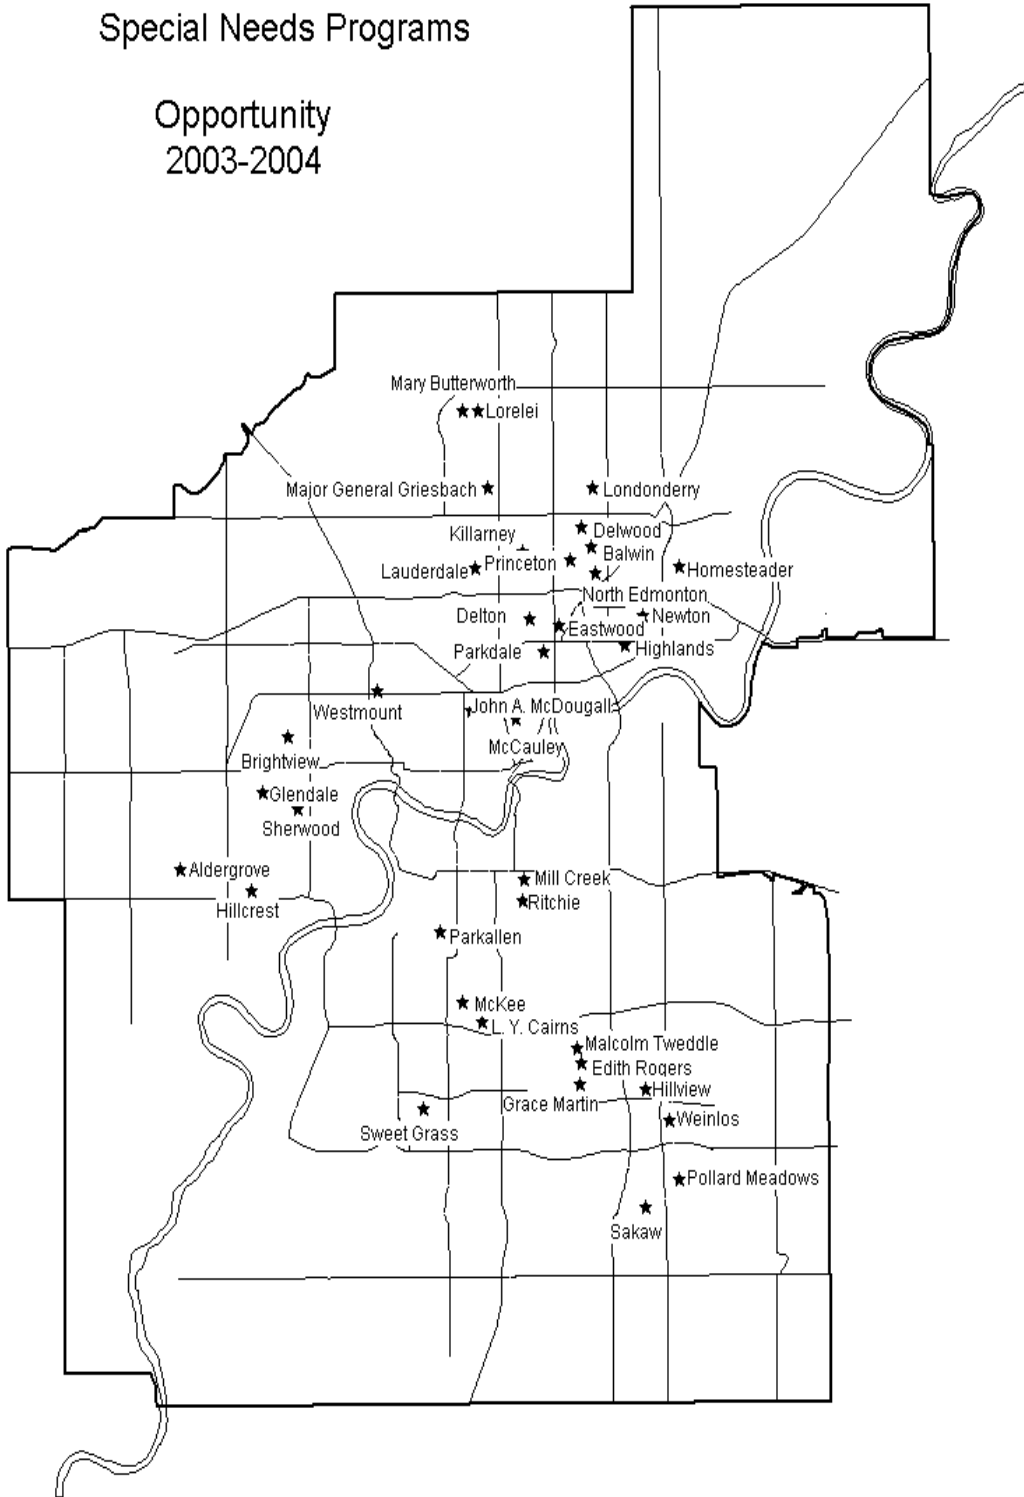 Special Needs Programs
Opportunity
2003-2004
Mary Butterworth
Lorelei
Major General Griesbach
Londonderry
Killarney
Delwood
Balwin
Princeton
Lauderdale
Homesteader
North Edmonton
Delton
Newton
Eastwood
Parkdale
Highlands
Westmount
John A. McDougall
McCauley
Brightview
Glendale
Sherwood
Aldergrove
Hillcrest
Mill Creek
Ritchie
Parkallen
McKee
L. Y. Cairns
Malcolm Tweddle
Edith Rogers
Hillview
Grace Martin
Weinlos
Sweet Grass
Pollard Meadows
Sakaw